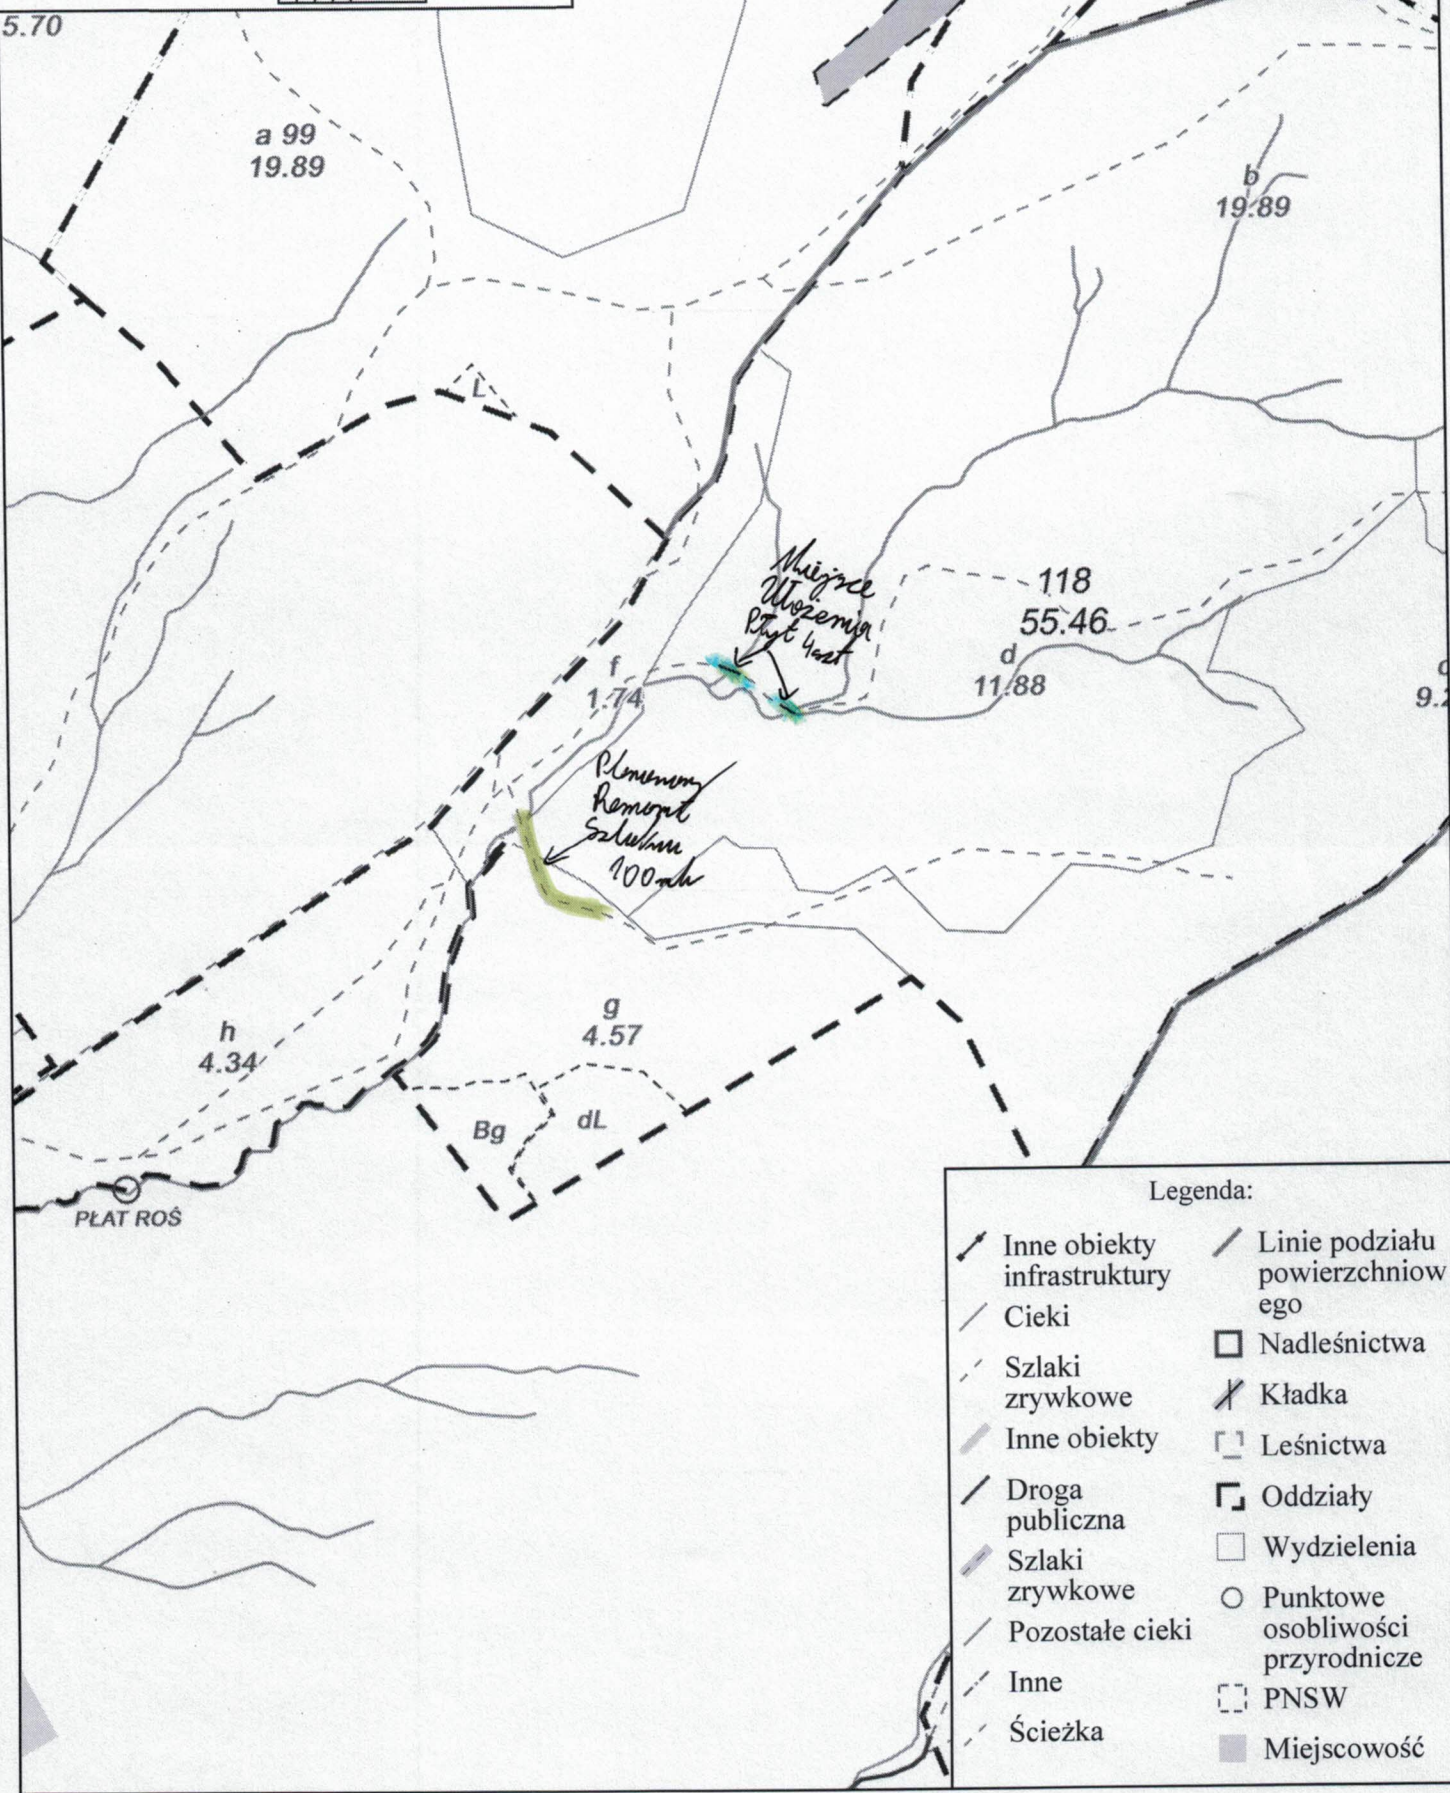 5.70
a 99
19.89
b
19.89
L
Miejsce
Ułożenia
Płyt 4szt
118
55.46
d
11.88
f
1.74
9.2
Planowany
Remont
Szlaku
100mb
g
4.57
h
4.34
Bg
dL
PŁAT ROŚ
Legenda:
Inne obiekty
infrastruktury
Cieki
Szlaki
zrywkowe
Inne obiekty
Droga
publiczna
Szlaki
zrywkowe
Pozostałe cieki
Inne
Ścieżka
Linie podziału
powierzchniow
ego
Nadleśnictwa
Kładka
Leśnictwa
Oddziały
Wydzielenia
Punktowe
osobliwości
przyrodnicze
PNSW
Miejscowość